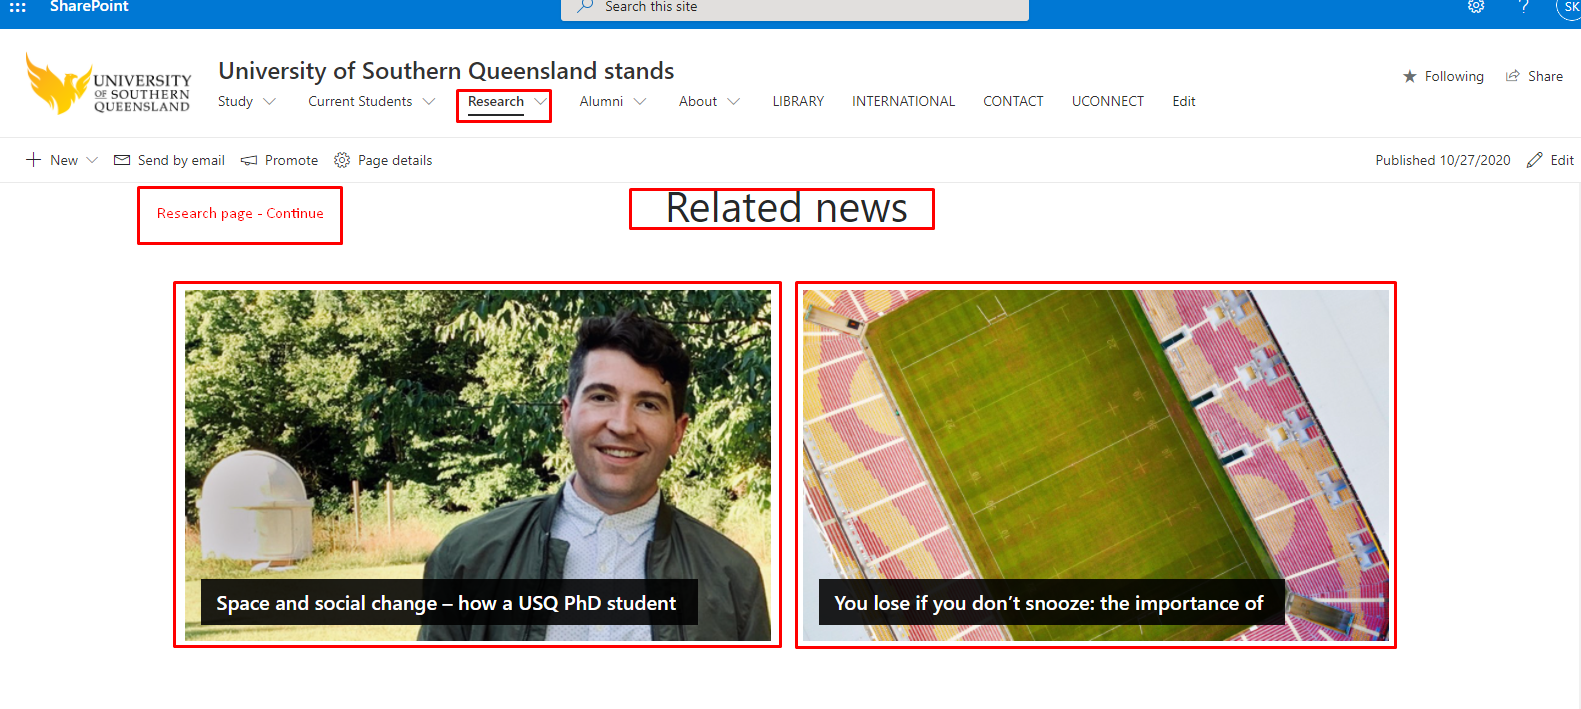 SharePoint
Search this site
SK
UNIVERSITY
OF SOUTHERN
QUEENSLAND
University of Southern Queensland stands
Following
Share
Study
Current Students
Research
Alumni
About
LIBRARY
INTERNATIONAL
CONTACT
UCONNECT
Edit
New
Send by email
Promote
Page details
Published 10/27/2020
Edit
Research page - Continue
Related news
Space and social change – how a USQ PhD student
You lose if you don’t snooze: the importance of